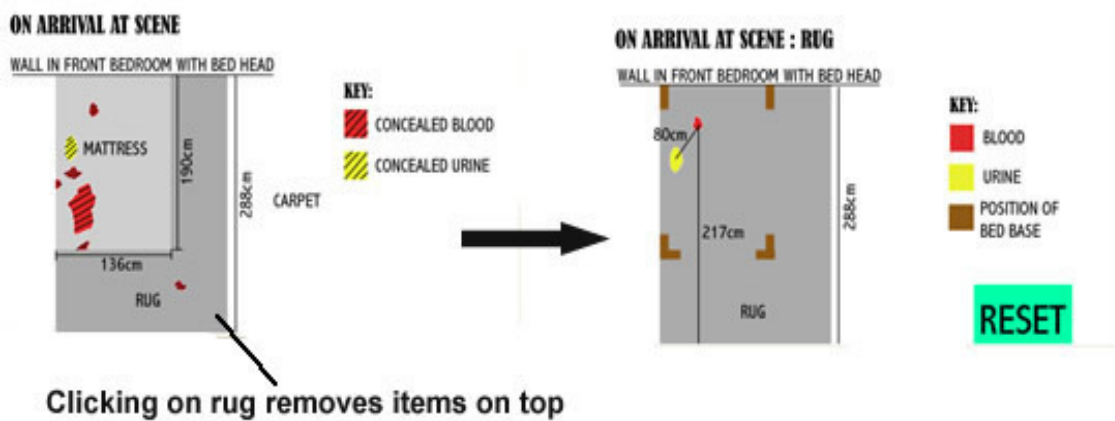 ON ARRIVAL AT SCENE
WALL IN FRONT BEDROOM WITH BED HEAD
MATTRESS
190cm
288cm
136cm
RUG
CARPET
KEY:
CONCEALED BLOOD
CONCEALED URINE
ON ARRIVAL AT SCENE : RUG
WALL IN FRONT BEDROOM WITH BED HEAD
80cm
217cm
288cm
RUG
KEY:
BLOOD
URINE
POSITION OF
BED BASE
RESET
Clicking on rug removes items on top